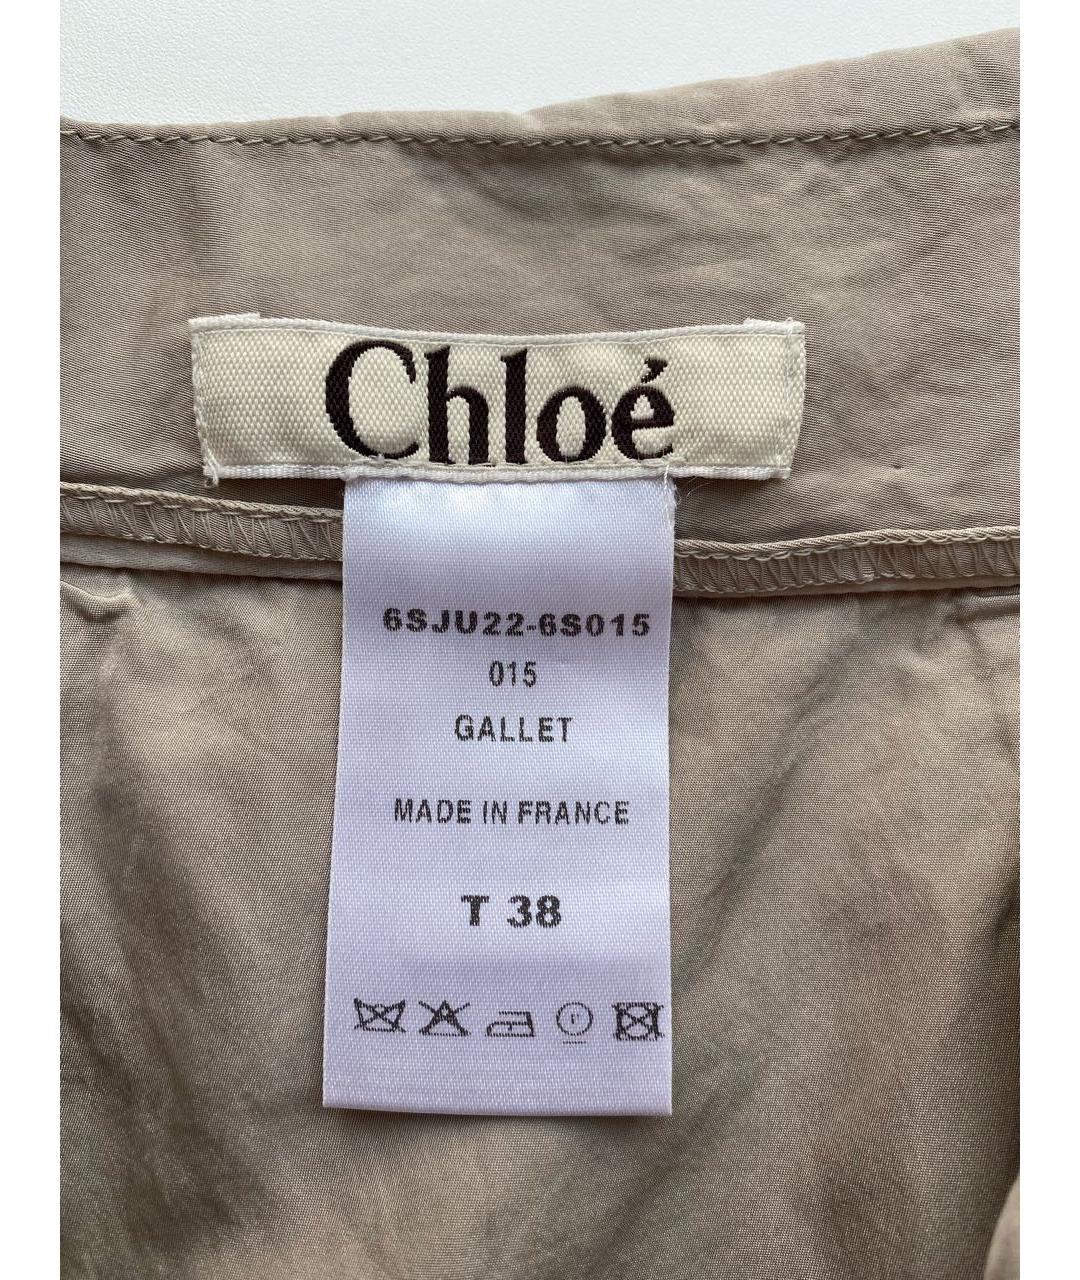 Chloé
6SJU22-6S015
015
GALLET
MADE IN FRANCE
T 38